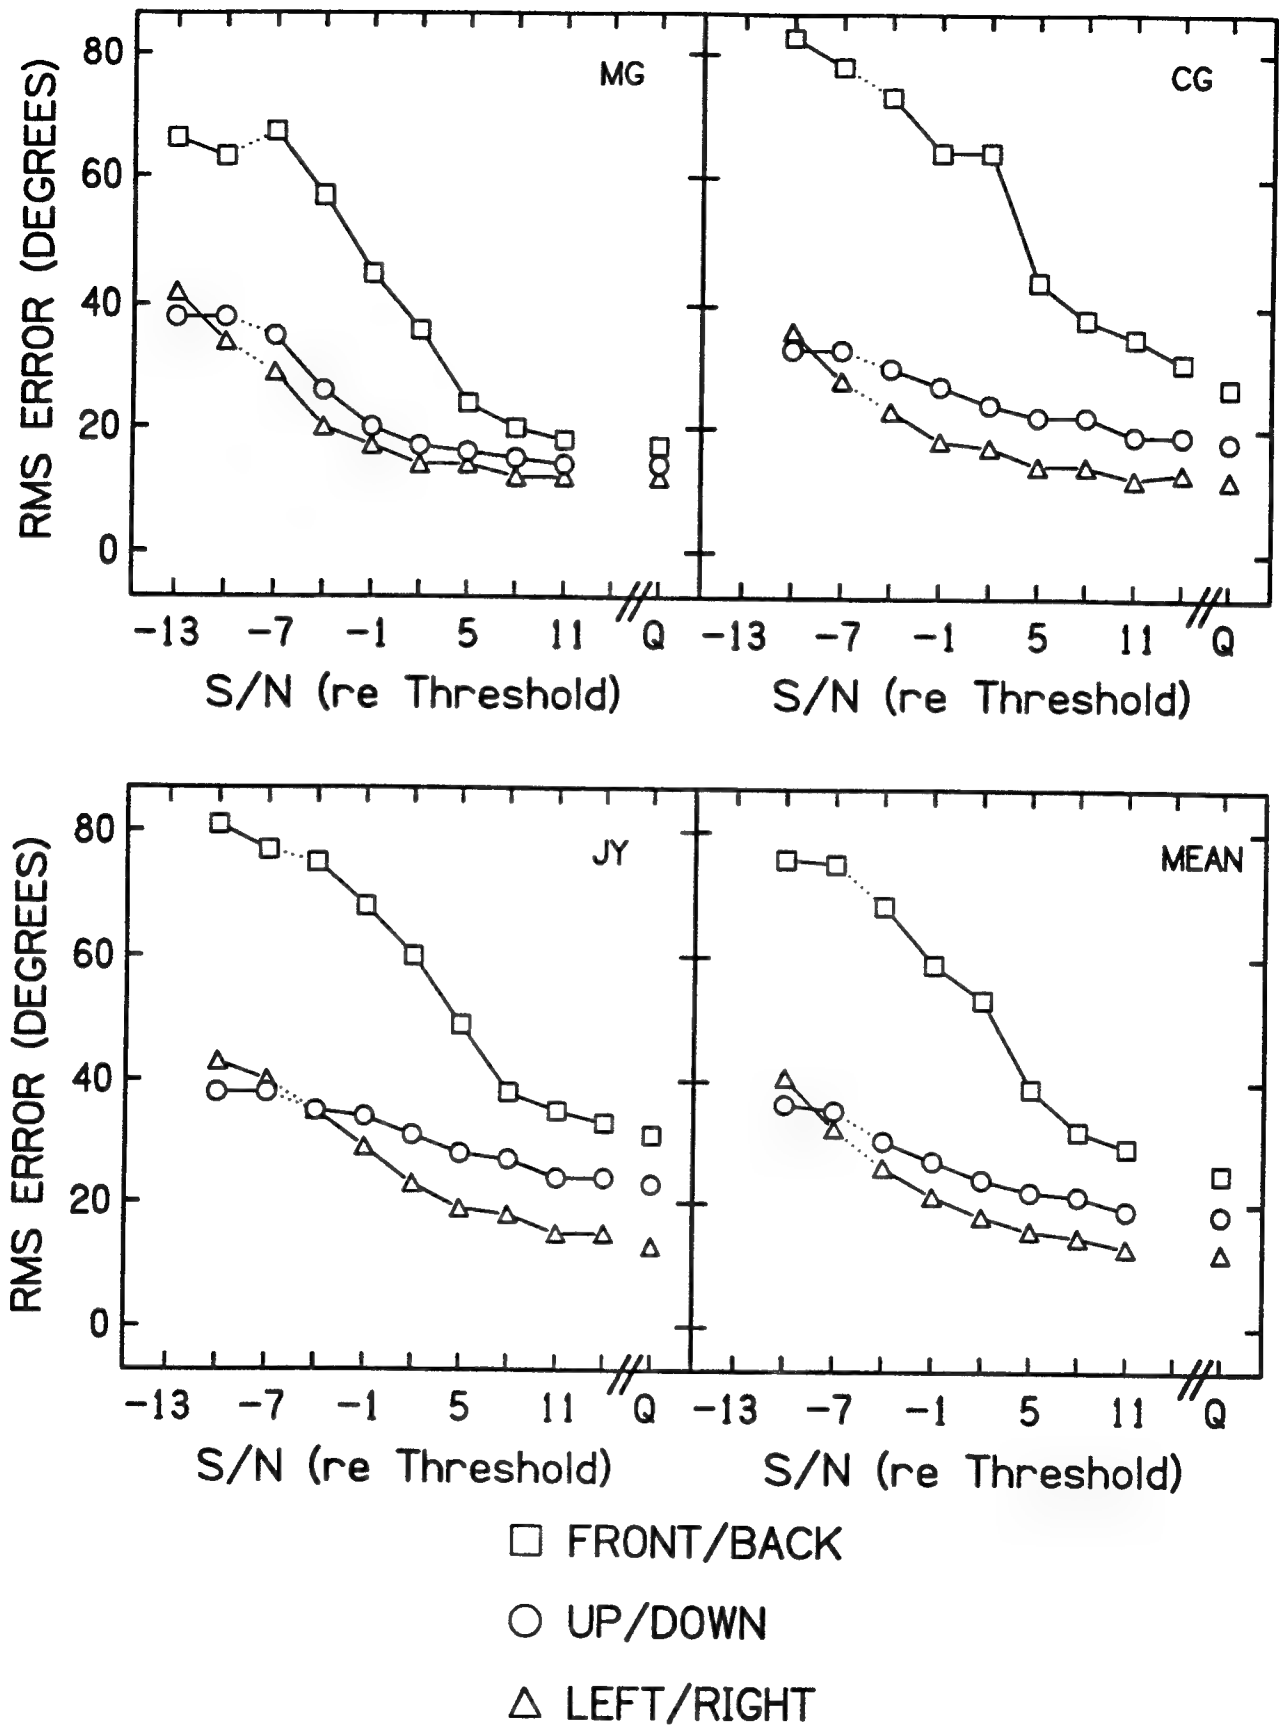 80
60
40
20
0
RMS ERROR (DEGREES)
MG
CG
-13 -7 -1 5 11 Q
-13 -7 -1 5 11 Q
S/N (re Threshold)
S/N (re Threshold)
80
60
40
20
0
RMS ERROR (DEGREES)
JY
MEAN
-13 -7 -1 5 11 Q
-13 -7 -1 5 11 Q
S/N (re Threshold)
S/N (re Threshold)
FRONT/BACK
UP/DOWN
LEFT/RIGHT